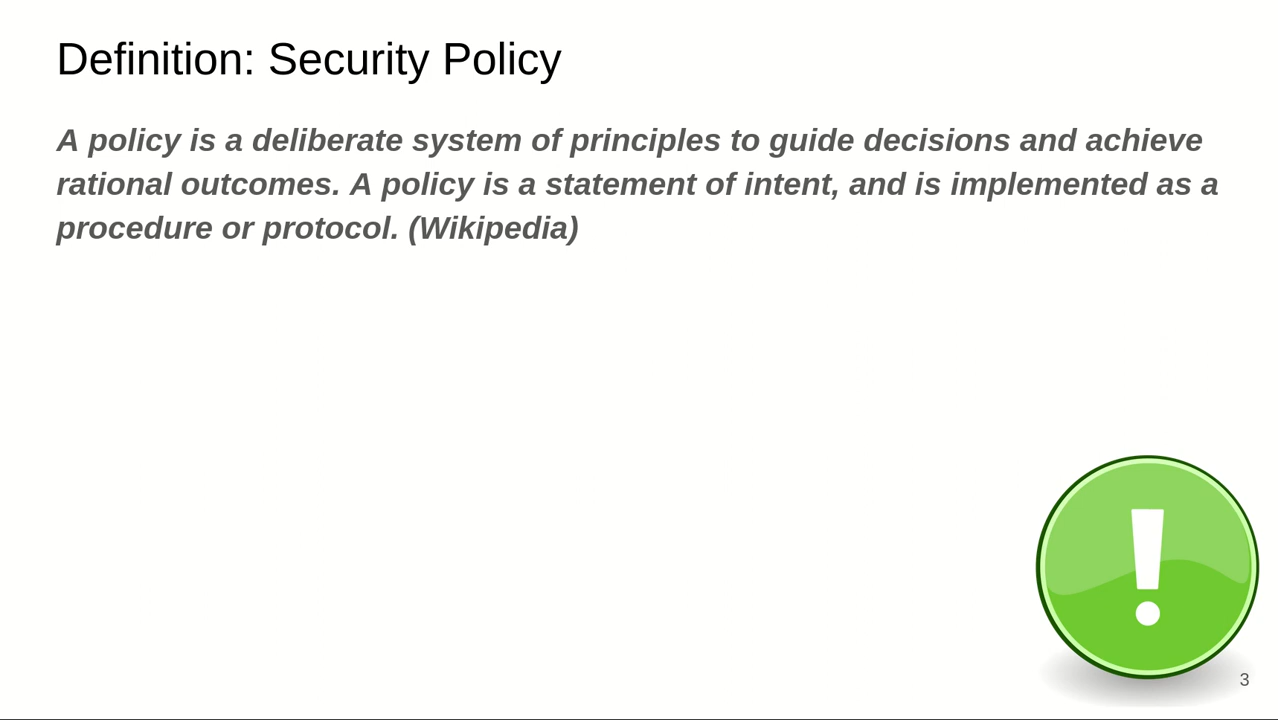 Definition: Security Policy
A policy is a deliberate system of principles to guide decisions and achieve
rational outcomes. A policy is a statement of intent, and is implemented as a
procedure or protocol. (Wikipedia)
!
3